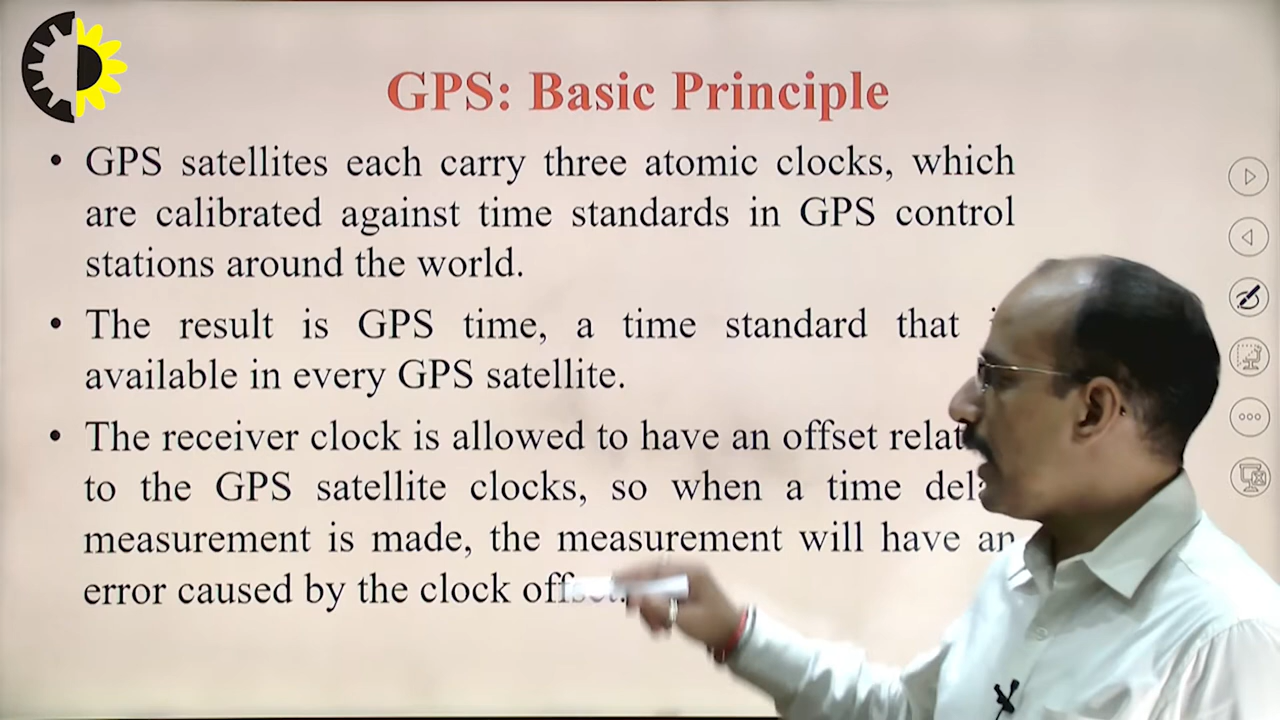 GPS: Basic Principle
• GPS satellites each carry three atomic clocks, which
are calibrated against time standards in GPS control
stations around the world.
• The result is GPS time, a time standard that
available in every GPS satellite.
• The receiver clock is allowed to have an offset
to the GPS satellite clocks, so when a time
measurement is made, the measurement will have an
error caused by the clock